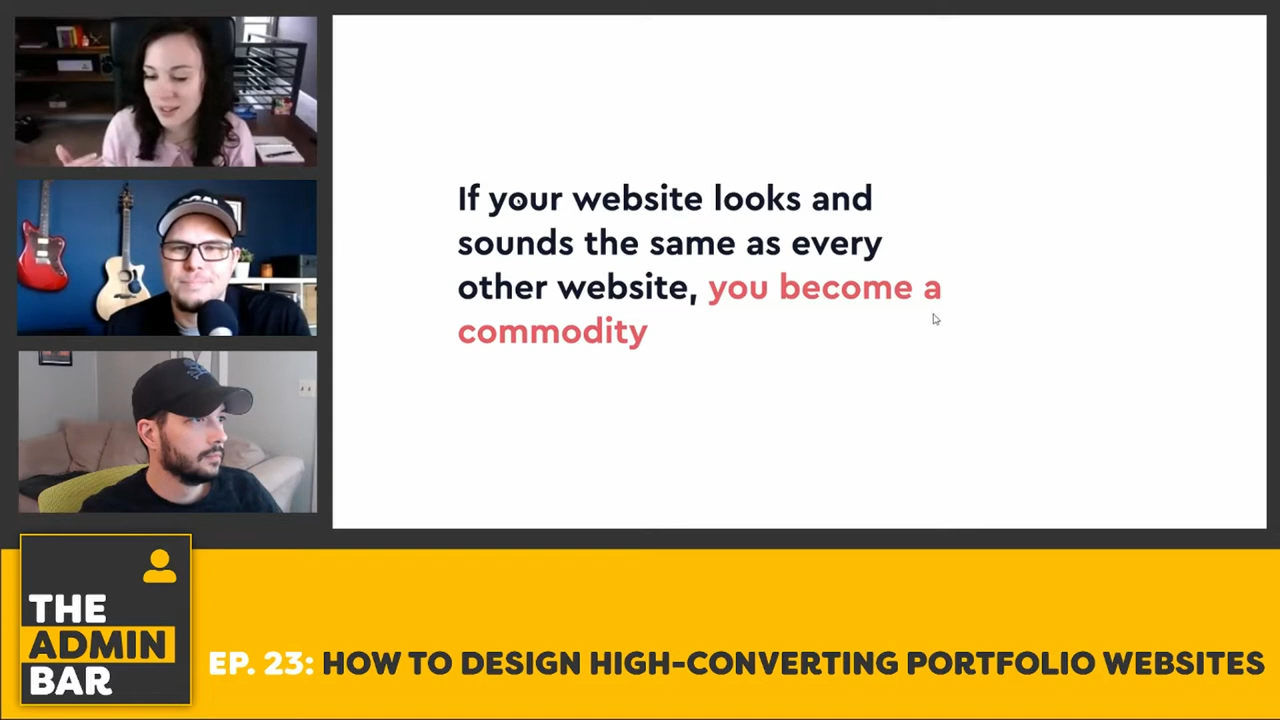 If your website looks and
sounds the same as every
other website, you become a
commodity
THE
ADMIN
BAR
EP. 23: HOW TO DESIGN HIGH-CONVERTING PORTFOLIO WEBSITES